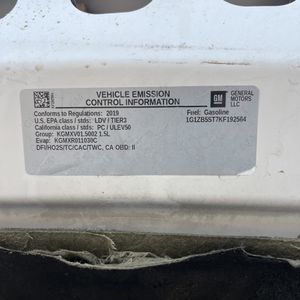 VEHICLE EMISSION
CONTROL INFORMATION
GM
GENERAL
MOTORS
LLC
Conforms to Regulations: 2019
Fuel: Gasoline
U.S. EPA class / stds: LDV / TIER3
1G1ZB5ST7KF192564
California class / stds: PC / ULEV50
Group: KGMXV01.5002 1.5L
Evap: KGMXR011030C
DFI/HO2S/TC/CAC/TWC, CA OBD: II